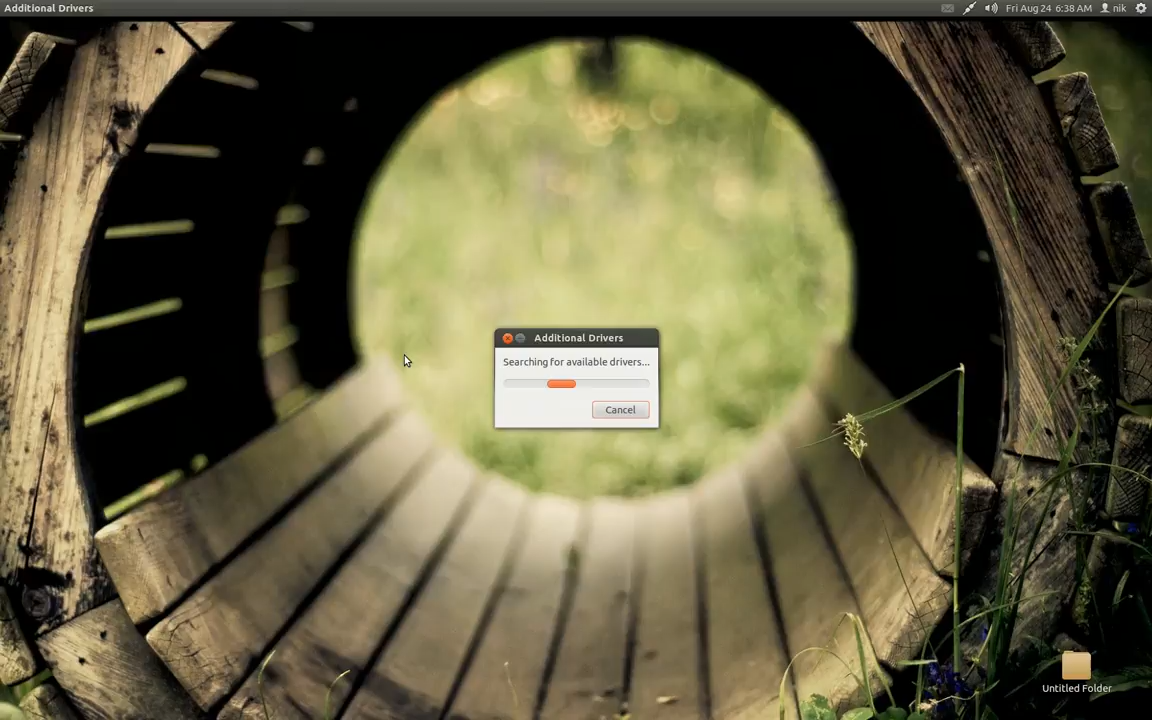 Additional Drivers
Fri Aug 24 6:38 AM
nik
Additional Drivers
Searching for available drivers...
Cancel
Untitled Folder